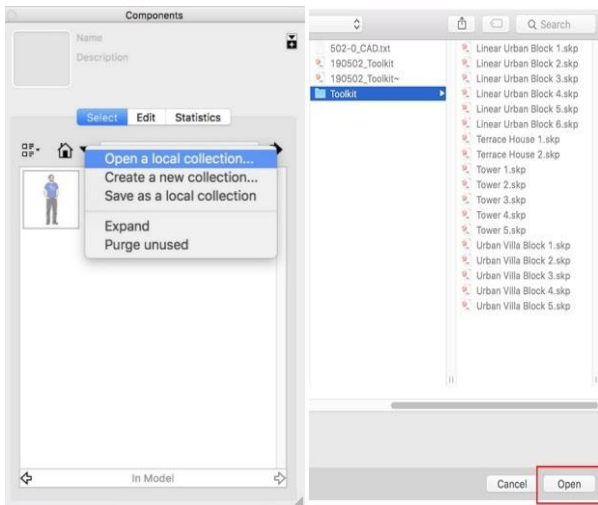 Components
Name
Description
Select Edit Statistics
Open a local collection...
Create a new collection...
Save as a local collection
Expand
Purge unused
In Model
Search
502-0_CAD.txt
190502_Toolkit
190502_Toolkit~
Toolkit
Linear Urban Block 1.skp
Linear Urban Block 2.skp
Linear Urban Block 3.skp
Linear Urban Block 4.skp
Linear Urban Block 5.skp
Linear Urban Block 6.skp
Terrace House 1.skp
Terrace House 2.skp
Tower 1.skp
Tower 2.skp
Tower 3.skp
Tower 4.skp
Tower 5.skp
Urban Villa Block 1.skp
Urban Villa Block 2.skp
Urban Villa Block 3.skp
Urban Villa Block 4.skp
Urban Villa Block 5.skp
Cancel Open